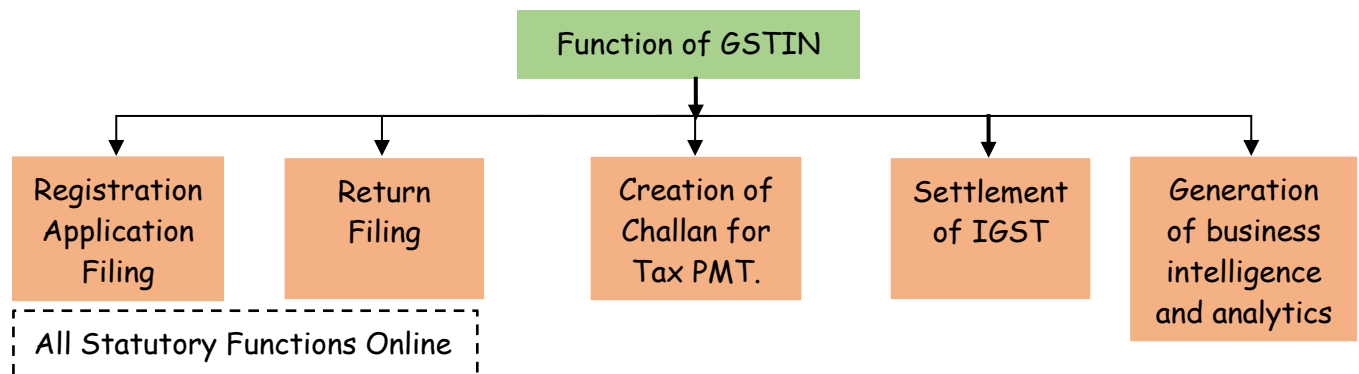 Function of GSTIN
Registration
Application
Filing
Return
Filing
Creation of
Challan for
Tax PMT.
Settlement
of IGST
Generation
of business
intelligence
and analytics
All Statutory Functions Online